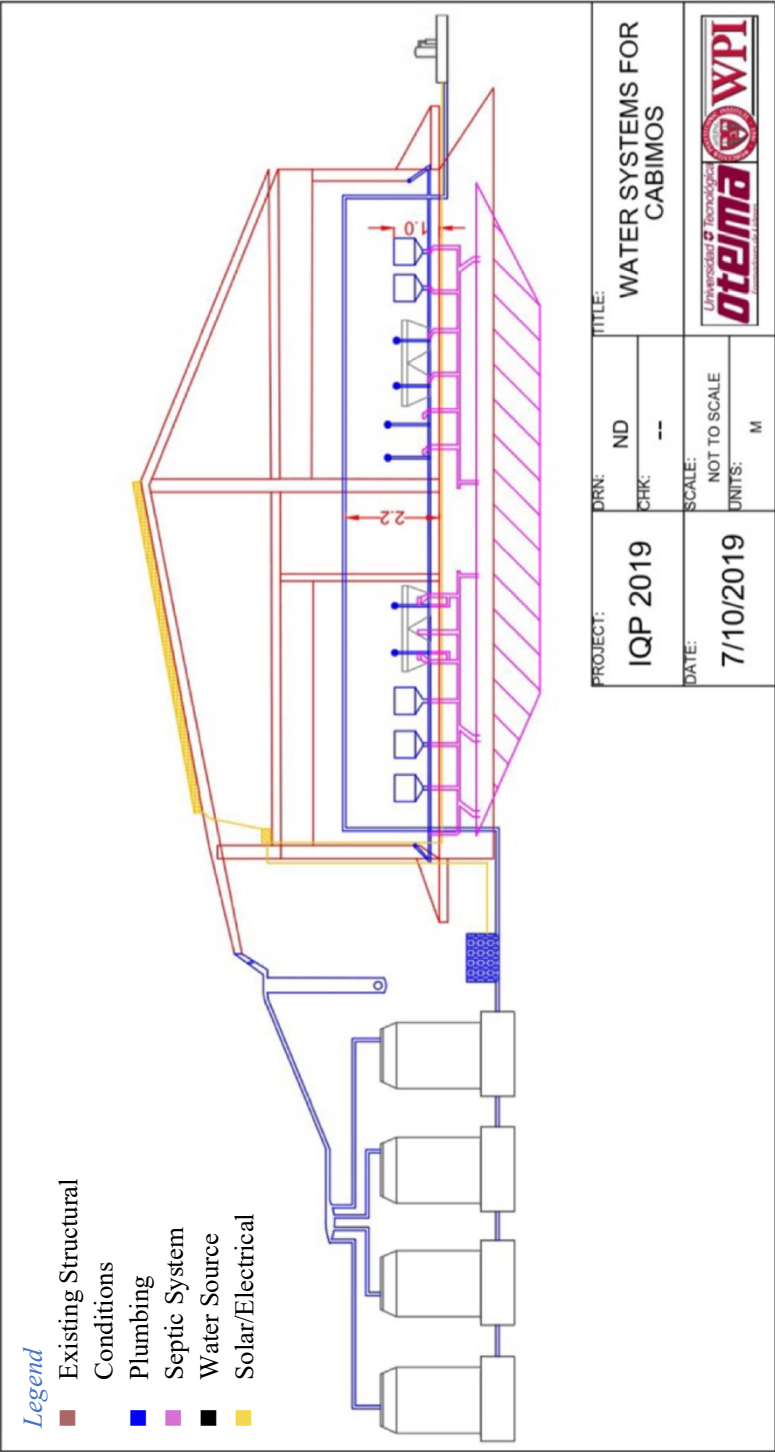 Legend
Existing Structural
Conditions
Plumbing
Septic System
Water Source
Solar/Electrical
2.2
1.0
PROJECT:
IQP 2019
DATE:
7/10/2019
DRN:
ND
CHK:
--
SCALE:
NOT TO SCALE
UNITS:
M
TITLE:
WATER SYSTEMS FOR
CABIMOS
Universidad Tecnológica
Oteima
WPI